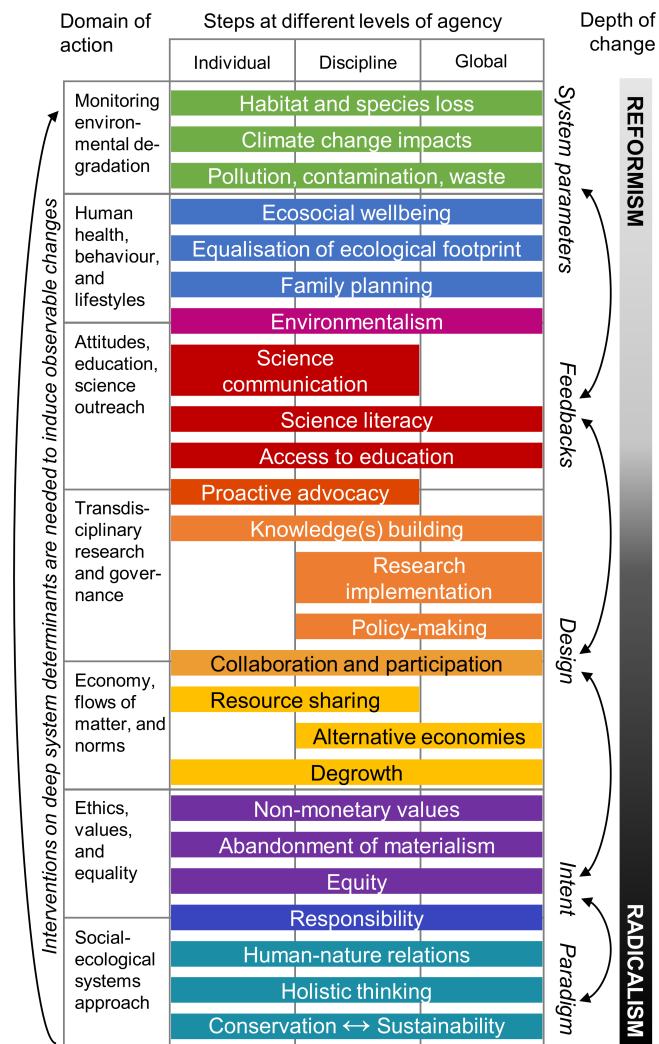 Domain of
action
Steps at different levels of agency
Depth of
change
Individual
Discipline
Global
Monitoring
environ-
mental de-
gradation
Habitat and species loss
Climate change impacts
Pollution, contamination, waste
Human
health,
behaviour,
and
lifestyles
Ecosocial wellbeing
Equalisation of ecological footprint
Family planning
Environmentalism
Attitudes,
education,
science
outreach
Science
communication
Science literacy
Access to education
Proactive advocacy
Transdis-
ciplinary
research
and gover-
nance
Knowledge(s) building
Research
implementation
Policy-making
Collaboration and participation
Economy,
flows of
matter, and
norms
Resource sharing
Alternative economies
Degrowth
Ethics,
values,
and
equality
Non-monetary values
Abandonment of materialism
Equity
Responsibility
Social-
ecological
systems
approach
Human-nature relations
Holistic thinking
Conservation ↔ Sustainability
Interventions on deep system determinants are needed to induce observable changes
System parameters
Feedbacks
Design
Intent
Paradigm
REFORMISM
RADICALISM